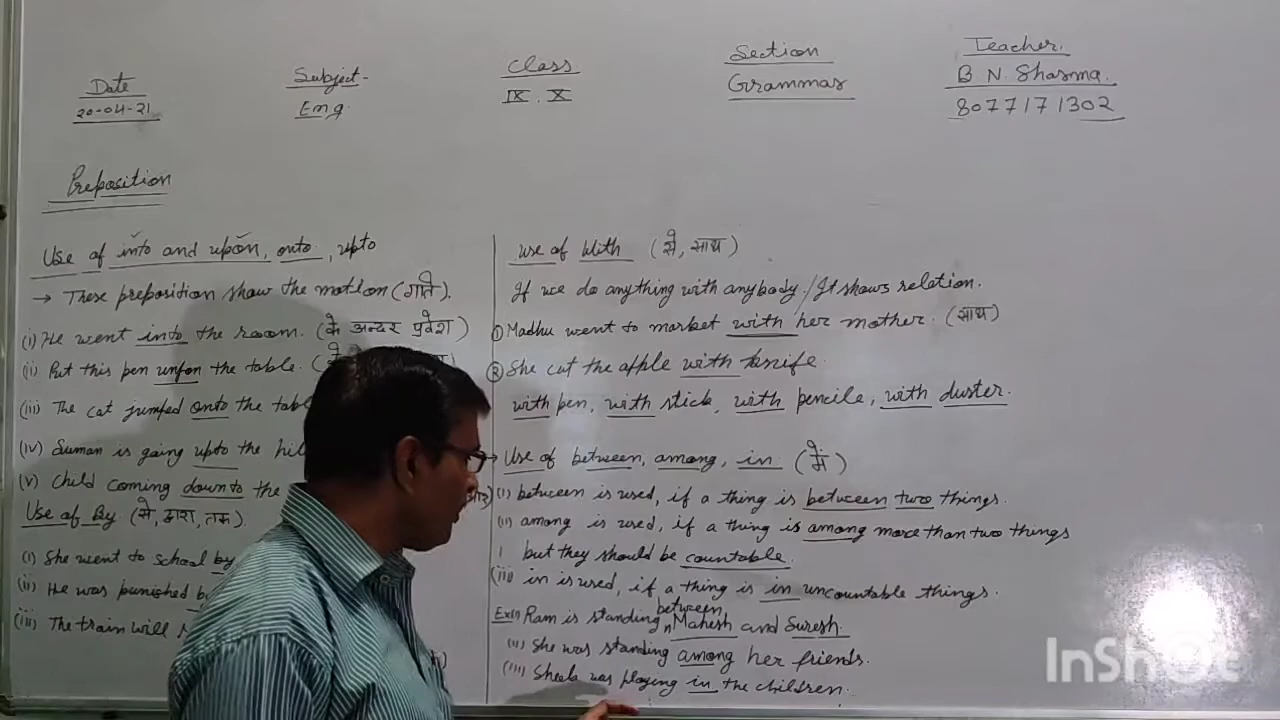 Date
20-04-21
Subject-
Eng.
Class
IX. X
Section
Grammar
Teacher.
B N. Sharma.
8077171302
Preposition
Use of into and upon, onto, upto
→ These preposition show the motion (गति).
(i) He went into the room. (के अन्दर प्रवेश)
(ii) Put this pen unpon the table.
(iii) The cat jumped onto the tabl
(iv) Suman is going upto the hil
(v) Child coming downto the
Use of By (से, द्वारा, तक)
(i) She went to school by
(ii) He was punished b
(iii) The train will
use of With (से, साथ)
If we do anything with anybody / It shows relation.
① Madhu went to market with her mother. (साथ)
② She cut the apple with knife.
with pen, with stick, with pencile, with duster.
→ Use of between, among, in (में)
(i) between is used, if a thing is between two things.
(ii) among is used, if a thing is among more than two things
but they should be countable.
(iii) in is used, if a thing is in uncountable things.
Ex(i) Ram is standing between, Mahesh and Suresh.
(ii) She was standing among her friends.
(iii) Sheela was playing in the children.
InShot